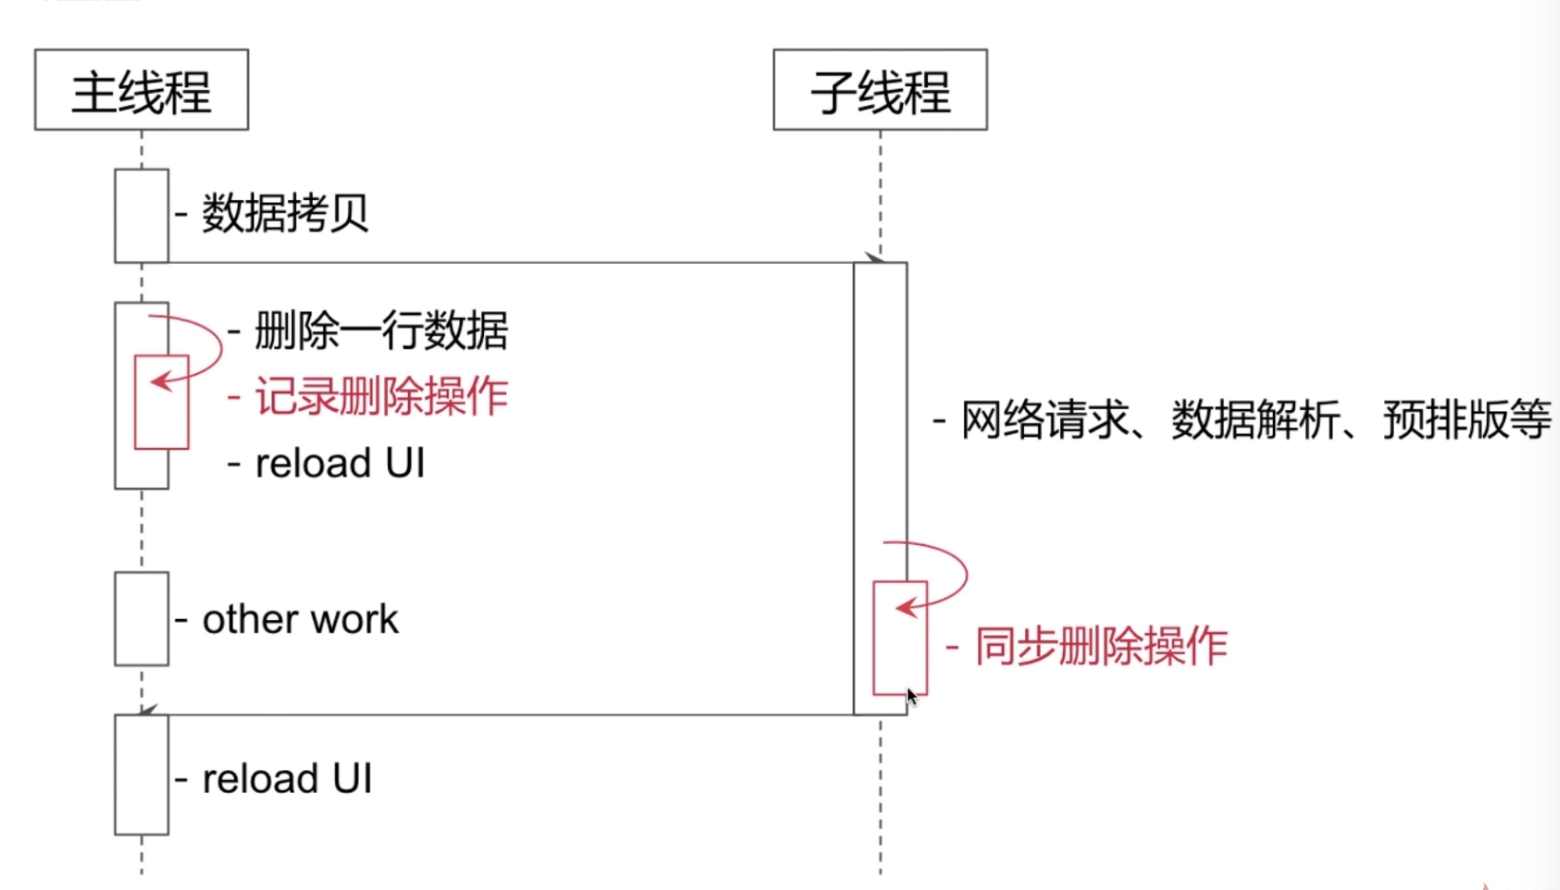 主线程
子线程
- 数据拷贝
- 删除一行数据
- 记录删除操作
- 网络请求、数据解析、预排版等
- reload UI
- other work
- 同步删除操作
- reload UI